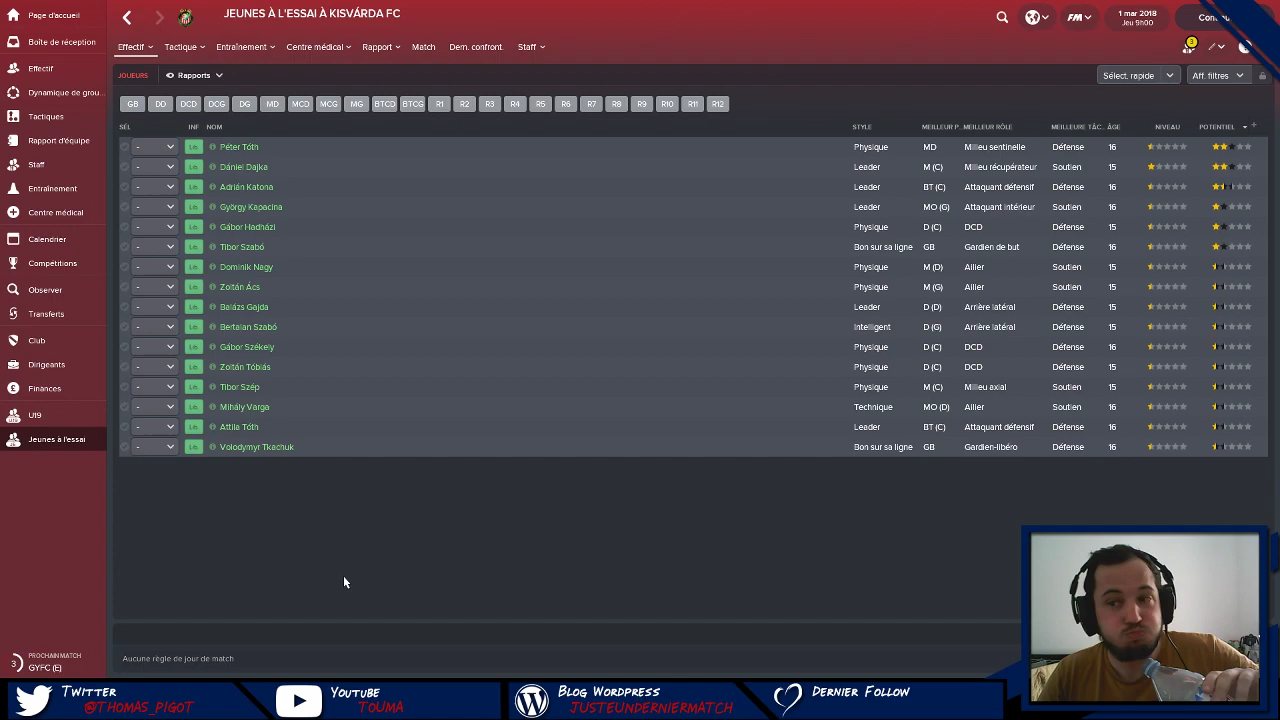 Page d'accueil
JEUNES À L'ESSAI À KISVÁRDA FC
FM
1 mar 2018
Jeu 9h00
Boîte de réception
Effectif Tactique Entraînement Centre médical Rapport Match Dern. confront. Staff
3
Effectif
JOUEURS Rapports Sélect. rapide Aff. filtres
Dynamique de grou...
GB DD DCD DCG DG MD MCD MCG MG BTCD BTCG R1 R2 R3 R4 R5 R6 R7 R8 R9 R10 R11 R12
Tactiques
SÉL INF NOM STYLE MEILLEUR P... MEILLEUR RÔLE MEILLEURE TÂC... ÂGE NIVEAU POTENTIEL
Rapport d'équipe
Staff
Entraînement
Centre médical
Calendrier
Compétitions
Observer
Transferts
Club
Dirigeants
Finances
U19
Jeunes à l'essai
- Péter Tóth Physique MD Milieu sentinelle Défense 16
- Dániel Dajka Leader M (C) Milieu récupérateur Soutien 15
- Adrián Katona Leader BT (C) Attaquant défensif Défense 16
- György Kapacina Leader MO (G) Attaquant intérieur Soutien 16
- Gábor Hadházi Physique D (C) DCD Défense 15
- Tibor Szabó Bon sur sa ligne GB Gardien de but Défense 16
- Dominik Nagy Physique M (D) Ailier Soutien 15
- Zoltán Ács Physique M (G) Ailier Soutien 15
- Balázs Gajda Leader D (D) Arrière latéral Défense 15
- Bertalan Szabó Intelligent D (G) Arrière latéral Défense 15
- Gábor Székely Physique D (C) DCD Défense 16
- Zoltán Tóbiás Physique D (C) DCD Défense 15
- Tibor Szép Physique M (C) Milieu axial Soutien 15
- Mihály Varga Technique MO (D) Ailier Soutien 16
- Attila Tóth Leader BT (C) Attaquant défensif Défense 16
- Volodymyr Tkachuk Bon sur sa ligne GB Gardien-libéro Défense 16
3 PROCHAIN MATCH
GYFC (E)
Aucune règle de jour de match
Twitter
@Thomas_Pigot
Youtube
Touma
Blog Wordpress
justeunderniermatch
Dernier Follow